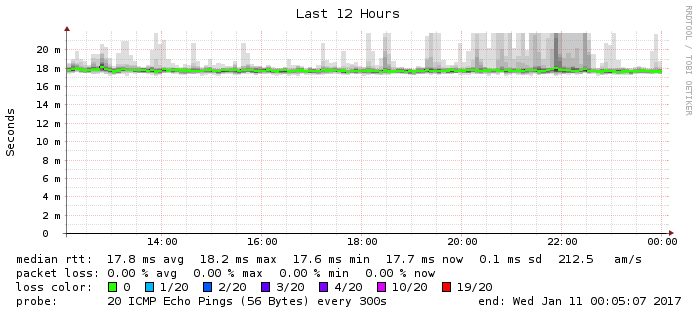 Last 12 Hours
RRDTOOL / TOBI OETIKER
Seconds
20 m
18 m
16 m
14 m
12 m
10 m
8 m
6 m
4 m
2 m
0
14:00 16:00 18:00 20:00 22:00 00:00
median rtt: 17.8 ms avg 18.2 ms max 17.6 ms min 17.7 ms now 0.1 ms sd 212.5 am/s
packet loss: 0.00 % avg 0.00 % max 0.00 % min 0.00 % now
loss color: 0 1/20 2/20 3/20 4/20 10/20 19/20
probe: 20 ICMP Echo Pings (56 Bytes) every 300s end: Wed Jan 11 00:05:07 2017